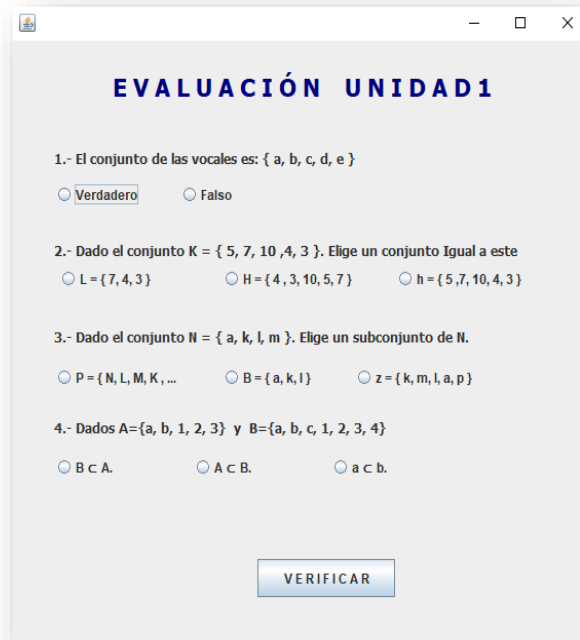 EVALUACIÓN UNIDAD1
1.- El conjunto de las vocales es: { a, b, c, d, e }
Verdadero Falso
2.- Dado el conjunto K = { 5, 7, 10 ,4, 3 }. Elige un conjunto Igual a este
L = { 7, 4, 3 } H = { 4 , 3, 10, 5, 7 } h = { 5 ,7, 10, 4, 3 }
3.- Dado el conjunto N = { a, k, l, m }. Elige un subconjunto de N.
P = { N, L, M, K , ... B = { a, k, l } z = { k, m, l, a, p }
4.- Dados A={a, b, 1, 2, 3} y B={a, b, c, 1, 2, 3, 4}
B ⊂ A. A ⊂ B. a ⊂ b.
VERIFICAR